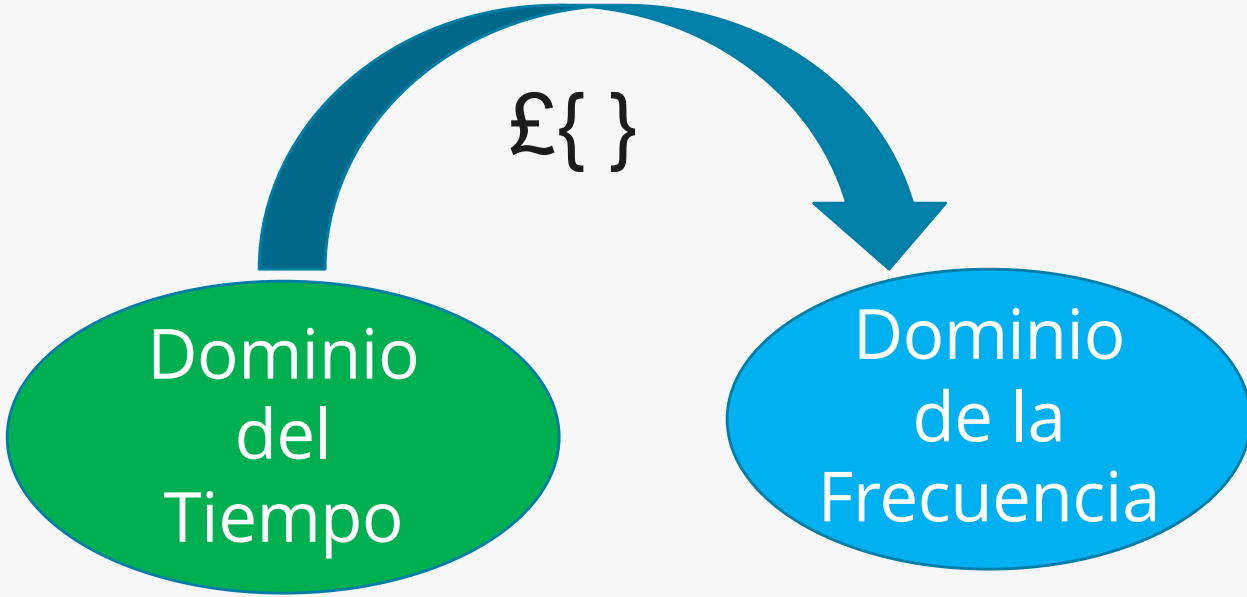 £{ }
Dominio
del
Tiempo
Dominio
de la
Frecuencia